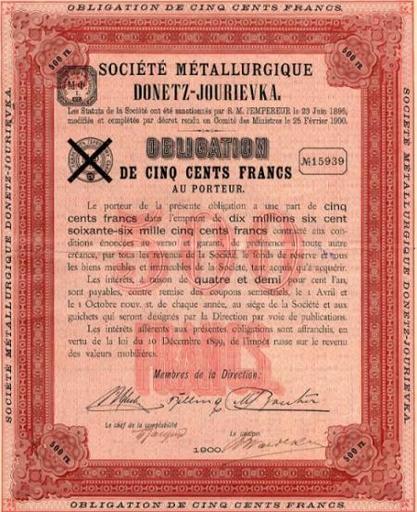 OBLIGATION DE CINQ CENTS FRANCS.
500 FR.
500 FR.
SOCIÉTÉ MÉTALLURGIQUE
DONETZ-JOURIEVKA.
Les Statuts de la Société ont été sanctionnés par S. M. l'EMPEREUR le 23 Juin 1895,
modifiés et complétés par décret rendu en Comité des Ministres le 25 Février 1900.
OBLIGATION
DE CINQ CENTS FRANCS
AU PORTEUR.
№15939
Le porteur de la présente obligation a une part de cinq
cents francs dans l'emprunt de dix millions six cent
soixante-six mille cinq cents francs contracté aux con
ditions énoncées au verso et garanti, de préférence à toute autre
créance, par tous les revenus de la Société, le fonds de réserve et tous
les biens meubles et immeubles de la Société, acquis ou qu'à acquérir.
Les intérêts, à raison de quatre et demi pour cent l'an,
sont payables, contre remise de coupons semestriels, le 1 Avril et
le 1 Octobre nouv. st. de chaque année, au siège de la Société et aux
guichets qui seront désignés par la Direction par voie de publications.
Les intérêts afférents aux présentes obligations sont affranchis, en
vertu de la loi du 10 Décembre 1899, de l'impôt russe sur le revenu
des valeurs mobilières.
500
FR.
Membres de la Direction:
Le chef de la comptabilité
Le caissier
1900.
500 FR.
500 FR.
OBLIGATION DE CINQ CENTS FRANCS.
SOCIÉTÉ MÉTALLURGIQUE DONETZ-JOURIEVKA.
SOCIÉTÉ MÉTALLURGIQUE DONETZ-JOURIEVKA.